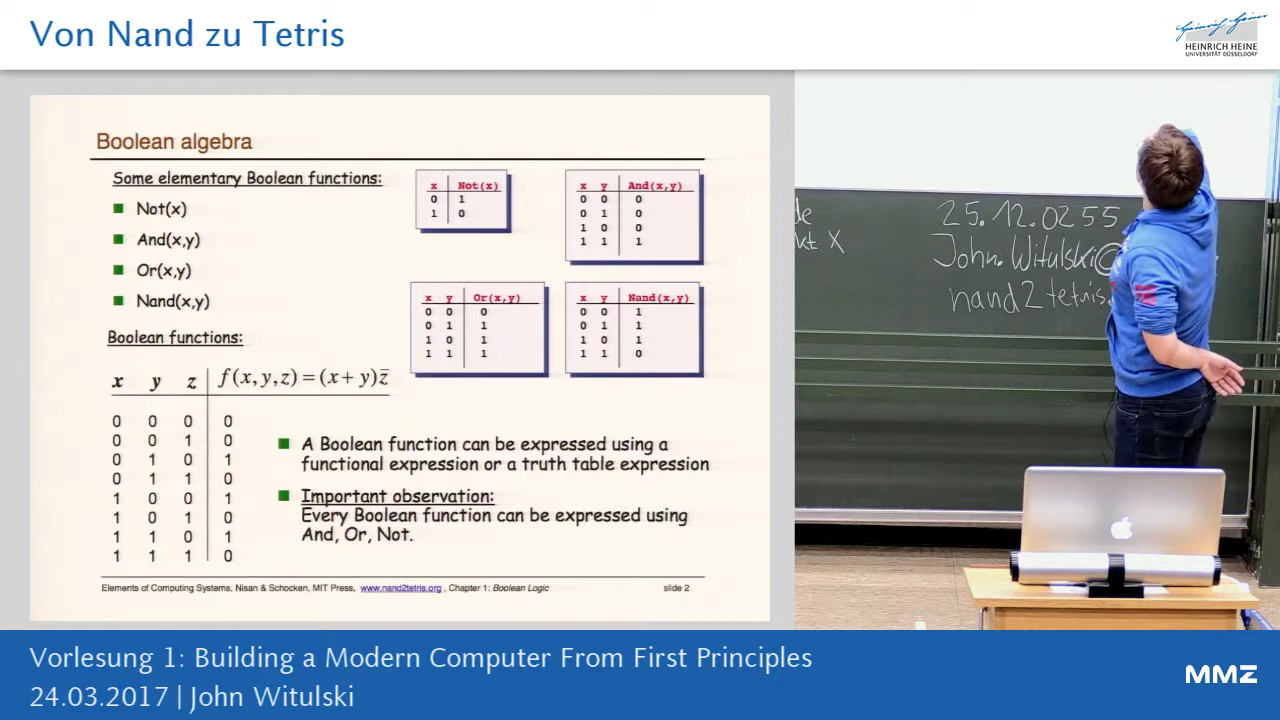 Von Nand zu Tetris
HEINRICH HEINE
UNIVERSITÄT DÜSSELDORF
Boolean algebra
Some elementary Boolean functions:
Not(x)
And(x,y)
Or(x,y)
Nand(x,y)
x Not(x)
0 1
1 0
x y And(x,y)
0 0 0
0 1 0
1 0 0
1 1 1
x y Or(x,y)
0 0 0
0 1 1
1 0 1
1 1 1
x y Nand(x,y)
0 0 1
0 1 1
1 0 1
1 1 0
Boolean functions:
x y z f(x,y,z)=(x+y)z̄
0 0 0 0
0 0 1 0
0 1 0 1
0 1 1 0
1 0 0 1
1 0 1 0
1 1 0 1
1 1 1 0
A Boolean function can be expressed using a
functional expression or a truth table expression
Important observation:
Every Boolean function can be expressed using
And, Or, Not.
Elements of Computing Systems, Nisan & Schocken, MIT Press, www.nand2tetris.org , Chapter 1: Boolean Logic slide 2
25.12.0255
John.Witulski@
nand2tetris.
X
Vorlesung 1: Building a Modern Computer From First Principles
24.03.2017 | John Witulski
MMZ